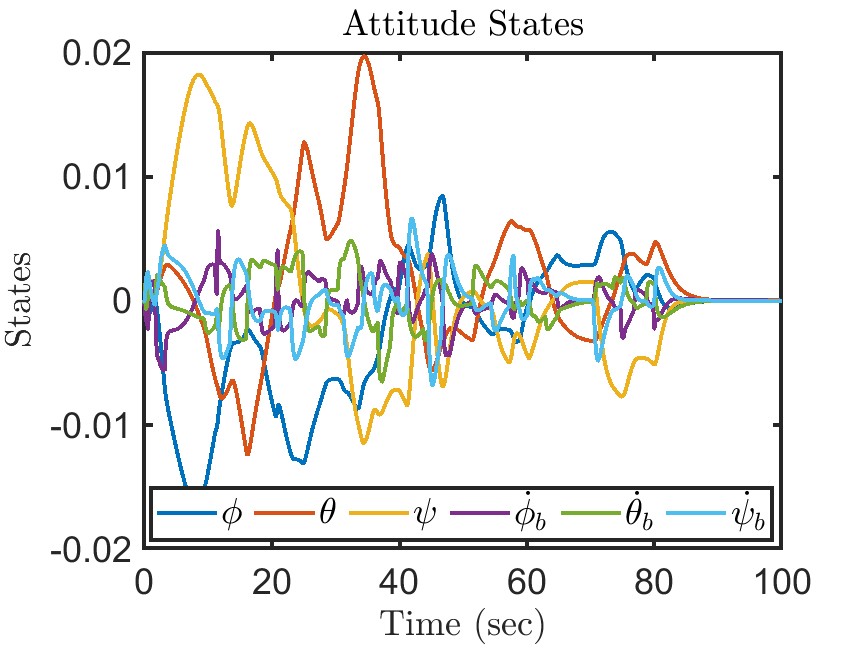 Attitude States
States
0.02
0.01
0
-0.01
-0.02
ϕ θ ψ ϕ̇_b θ̇_b ψ̇_b
0 20 40 60 80 100
Time (sec)